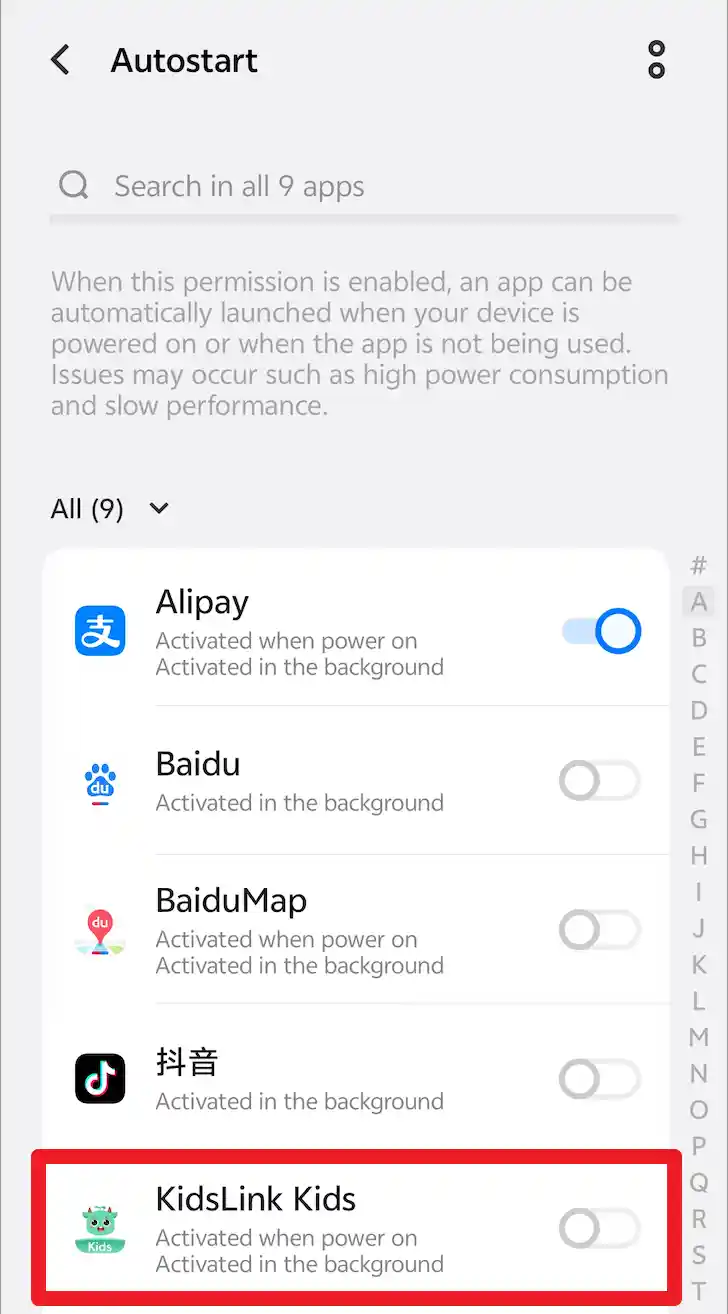 Autostart
Search in all 9 apps
When this permission is enabled, an app can be
automatically launched when your device is
powered on or when the app is not being used.
Issues may occur such as high power consumption
and slow performance.
All (9)
#
A
B
C
D
E
F
G
H
I
J
K
L
M
N
O
P
Q
R
S
T
支
Alipay
Activated when power on
Activated in the background
du
Baidu
Activated in the background
du
BaiduMap
Activated when power on
Activated in the background
抖音
Activated in the background
Kids
KidsLink Kids
Activated when power on
Activated in the background